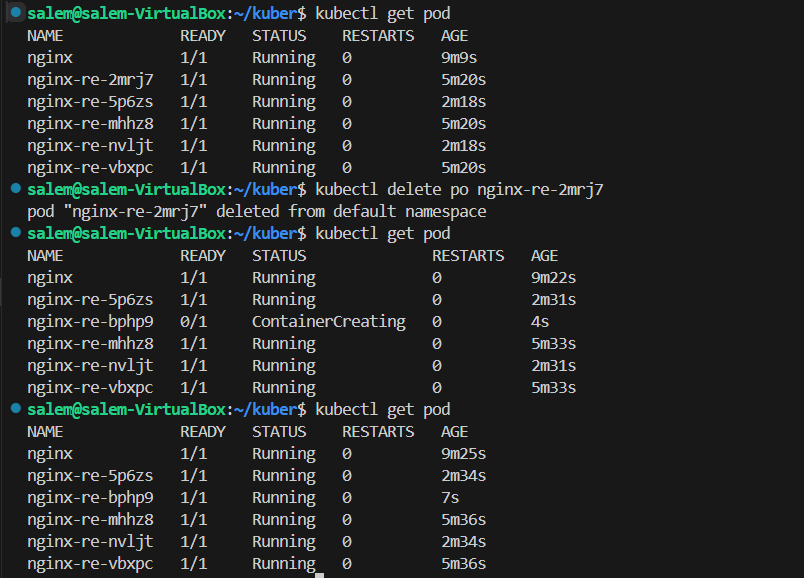 salem@salem-VirtualBox:~/kuber$ kubectl get pod
NAME READY STATUS RESTARTS AGE
nginx 1/1 Running 0 9m9s
nginx-re-2mrj7 1/1 Running 0 5m20s
nginx-re-5p6zs 1/1 Running 0 2m18s
nginx-re-mhhz8 1/1 Running 0 5m20s
nginx-re-nvljt 1/1 Running 0 2m18s
nginx-re-vbxpc 1/1 Running 0 5m20s
salem@salem-VirtualBox:~/kuber$ kubectl delete po nginx-re-2mrj7
pod "nginx-re-2mrj7" deleted from default namespace
salem@salem-VirtualBox:~/kuber$ kubectl get pod
NAME READY STATUS RESTARTS AGE
nginx 1/1 Running 0 9m22s
nginx-re-5p6zs 1/1 Running 0 2m31s
nginx-re-bphp9 0/1 ContainerCreating 0 4s
nginx-re-mhhz8 1/1 Running 0 5m33s
nginx-re-nvljt 1/1 Running 0 2m31s
nginx-re-vbxpc 1/1 Running 0 5m33s
salem@salem-VirtualBox:~/kuber$ kubectl get pod
NAME READY STATUS RESTARTS AGE
nginx 1/1 Running 0 9m25s
nginx-re-5p6zs 1/1 Running 0 2m34s
nginx-re-bphp9 1/1 Running 0 7s
nginx-re-mhhz8 1/1 Running 0 5m36s
nginx-re-nvljt 1/1 Running 0 2m34s
nginx-re-vbxpc 1/1 Running 0 5m36s